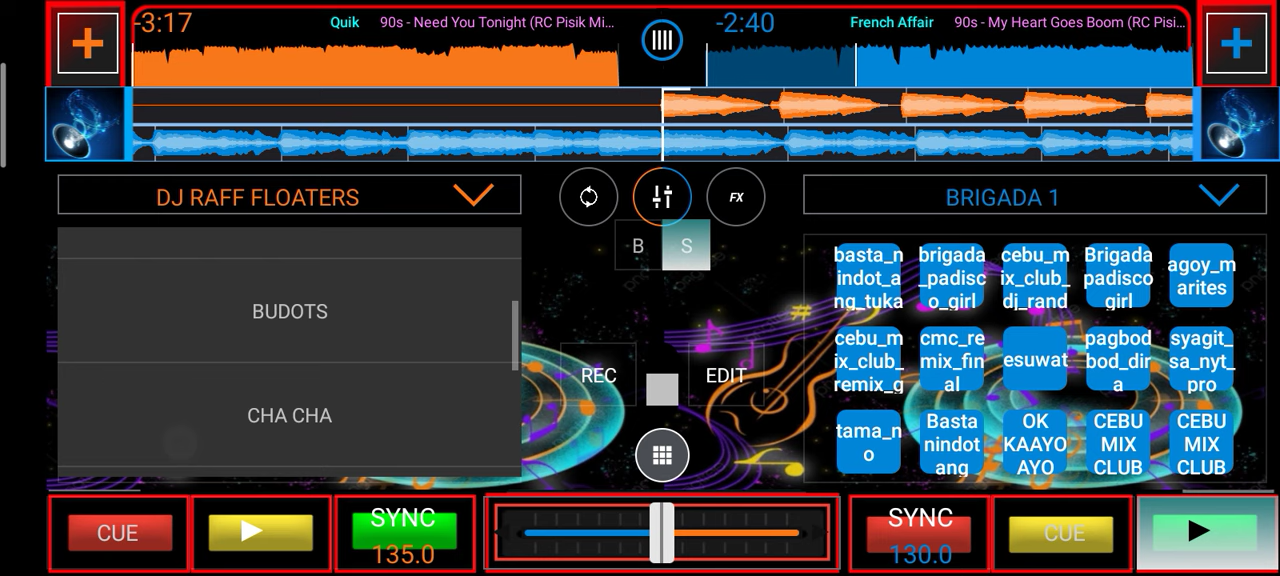 -3:17
Quik
90s - Need You Tonight (RC Pisik Mi...
-2:40
French Affair
90s - My Heart Goes Boom (RC Pisi...
DJ RAFF FLOATERS
FX
BRIGADA 1
B
S
BUDOTS
CHA CHA
REC
EDIT
basta_n
indot_a
ng_tuka
brigada
_padisc
o_girl
cebu_m
ix_club_
dj_rand
Brigada
padisco
girl
agoy_m
arites
cebu_m
ix_club_
remix_g
cmc_re
mix_fin
al
esuwat
pagbod
bod_dir
a
syagit_
sa_nyt_
pro
tama_n
o
Basta
nindot
ang
OK
KAAYO
AYO
CEBU
MIX
CLUB
CEBU
MIX
CLUB
CUE
SYNC
135.0
SYNC
130.0
CUE